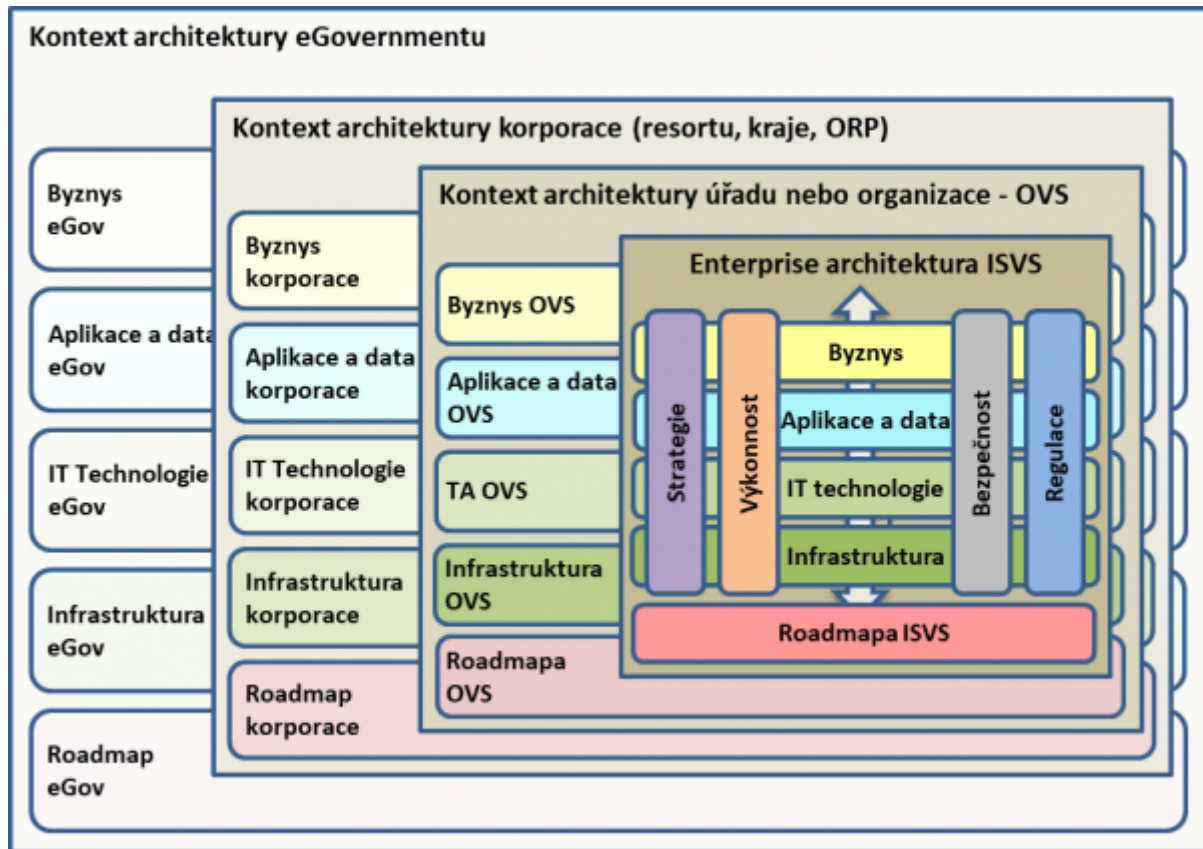 Kontext architektury eGovernmentu
Kontext architektury korporace (resortu, kraje, ORP)
Kontext architektury úřadu nebo organizace - OVS
Enterprise architektura ISVS
Byznys
eGov
Aplikace a data
eGov
IT Technologie
eGov
Infrastruktura
eGov
Roadmap
eGov
Byznys
korporace
Aplikace a data
korporace
IT Technologie
korporace
Infrastruktura
korporace
Roadmap
korporace
Byznys OVS
Aplikace a data
OVS
TA OVS
Infrastruktura
OVS
Roadmapa
OVS
Strategie
Výkonnost
Byznys
Aplikace a data
IT technologie
Infrastruktura
Bezpečnost
Regulace
Roadmapa ISVS